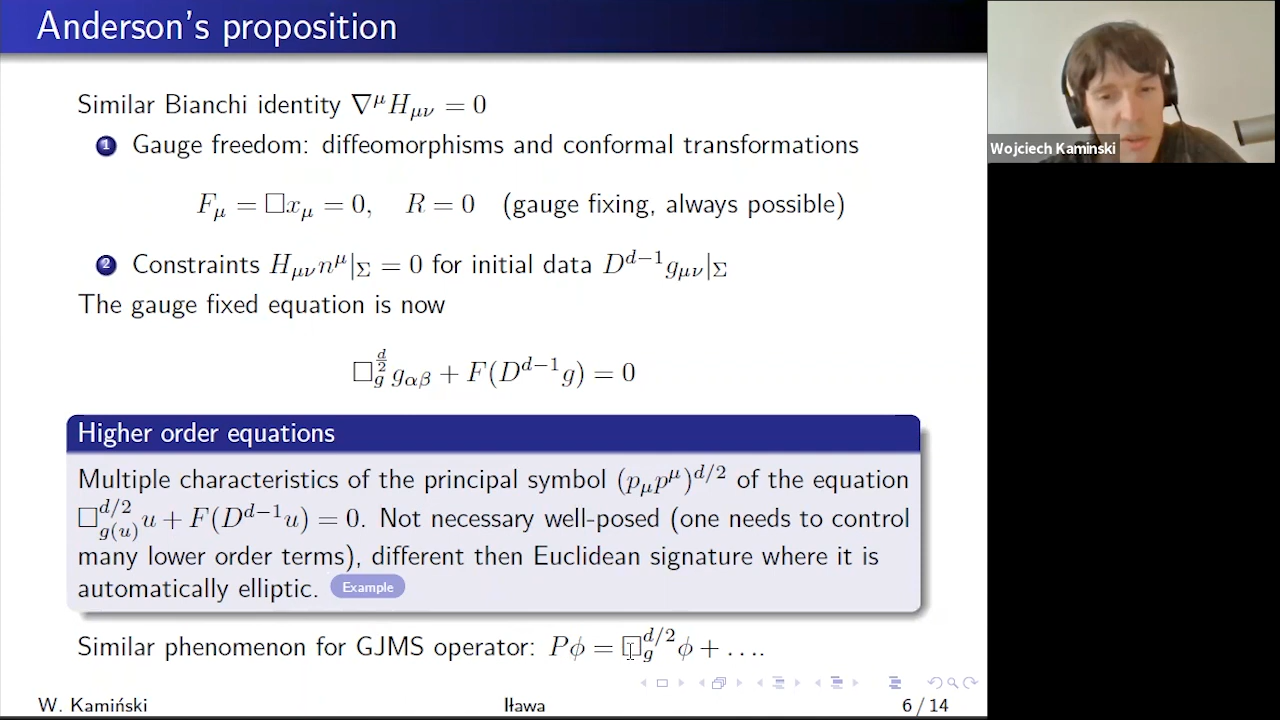 Anderson's proposition
Similar Bianchi identity ∇^μ H_{μν} = 0
1 Gauge freedom: diffeomorphisms and conformal transformations
F_μ = □x_μ = 0, R = 0 (gauge fixing, always possible)
2 Constraints H_{μν}n^μ|_Σ = 0 for initial data D^{d−1}g_{μν}|_Σ
The gauge fixed equation is now
□_g^{d/2} g_{αβ} + F(D^{d−1}g) = 0
Higher order equations
Multiple characteristics of the principal symbol (p_μp^μ)^{d/2} of the equation
□_{g(u)}^{d/2} u + F(D^{d−1}u) = 0. Not necessary well-posed (one needs to control
many lower order terms), different then Euclidean signature where it is
automatically elliptic. Example
Similar phenomenon for GJMS operator: Pϕ = □_g^{d/2}ϕ + ….
W. Kamiński Iława 6 / 14
Wojciech Kaminski